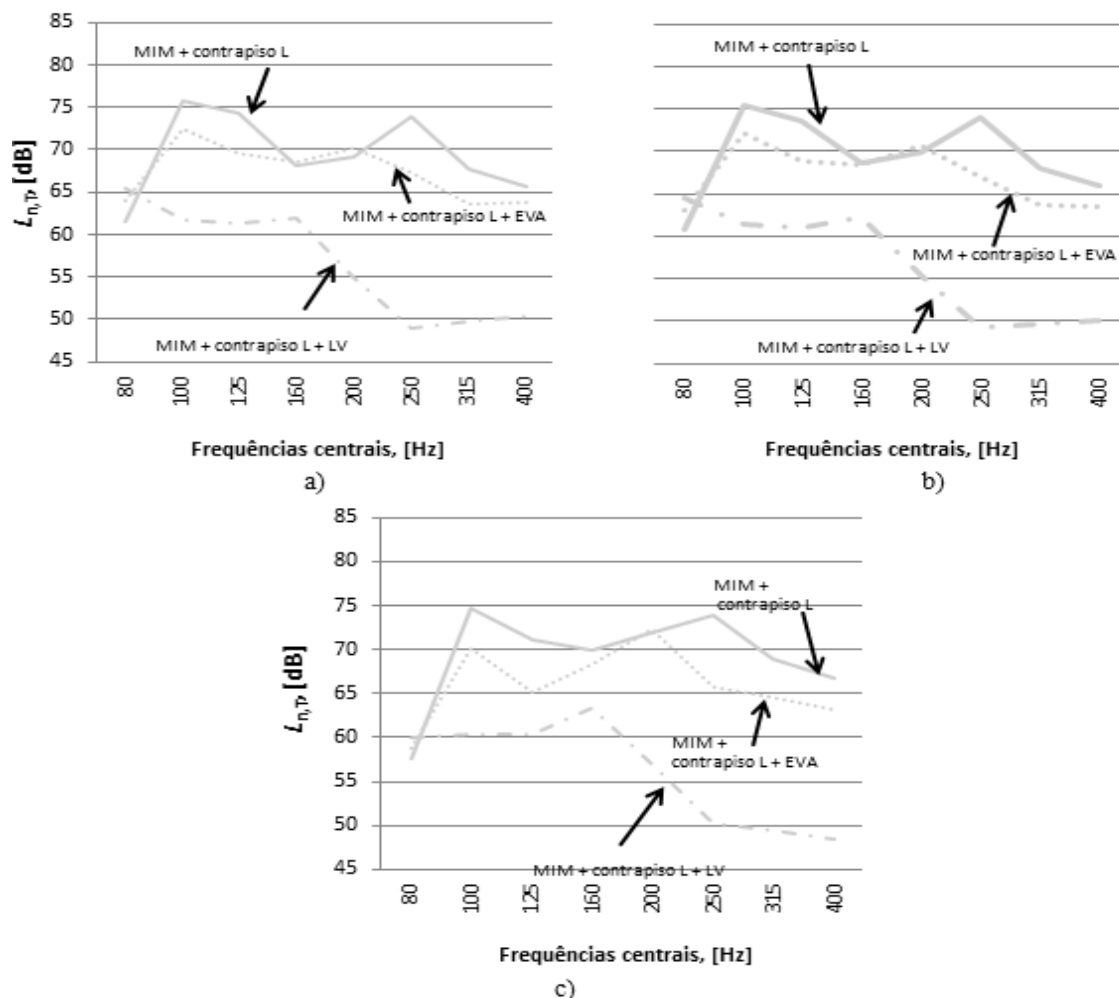 85
80
75
70
65
60
55
50
45
L n,T, [dB]
MIM + contrapiso L
MIM + contrapiso L + EVA
MIM + contrapiso L + LV
80
100
125
160
200
250
315
400
Frequências centrais, [Hz]
a)
MIM + contrapiso L
MIM + contrapiso L + EVA
MIM + contrapiso L + LV
80
100
125
160
200
250
315
400
Frequências centrais, [Hz]
b)
85
80
75
70
65
60
55
50
45
L n,T, [dB]
MIM +
contrapiso L
MIM +
contrapiso L + EVA
MIM + contrapiso L + LV
80
100
125
160
200
250
315
400
Frequências centrais, [Hz]
c)